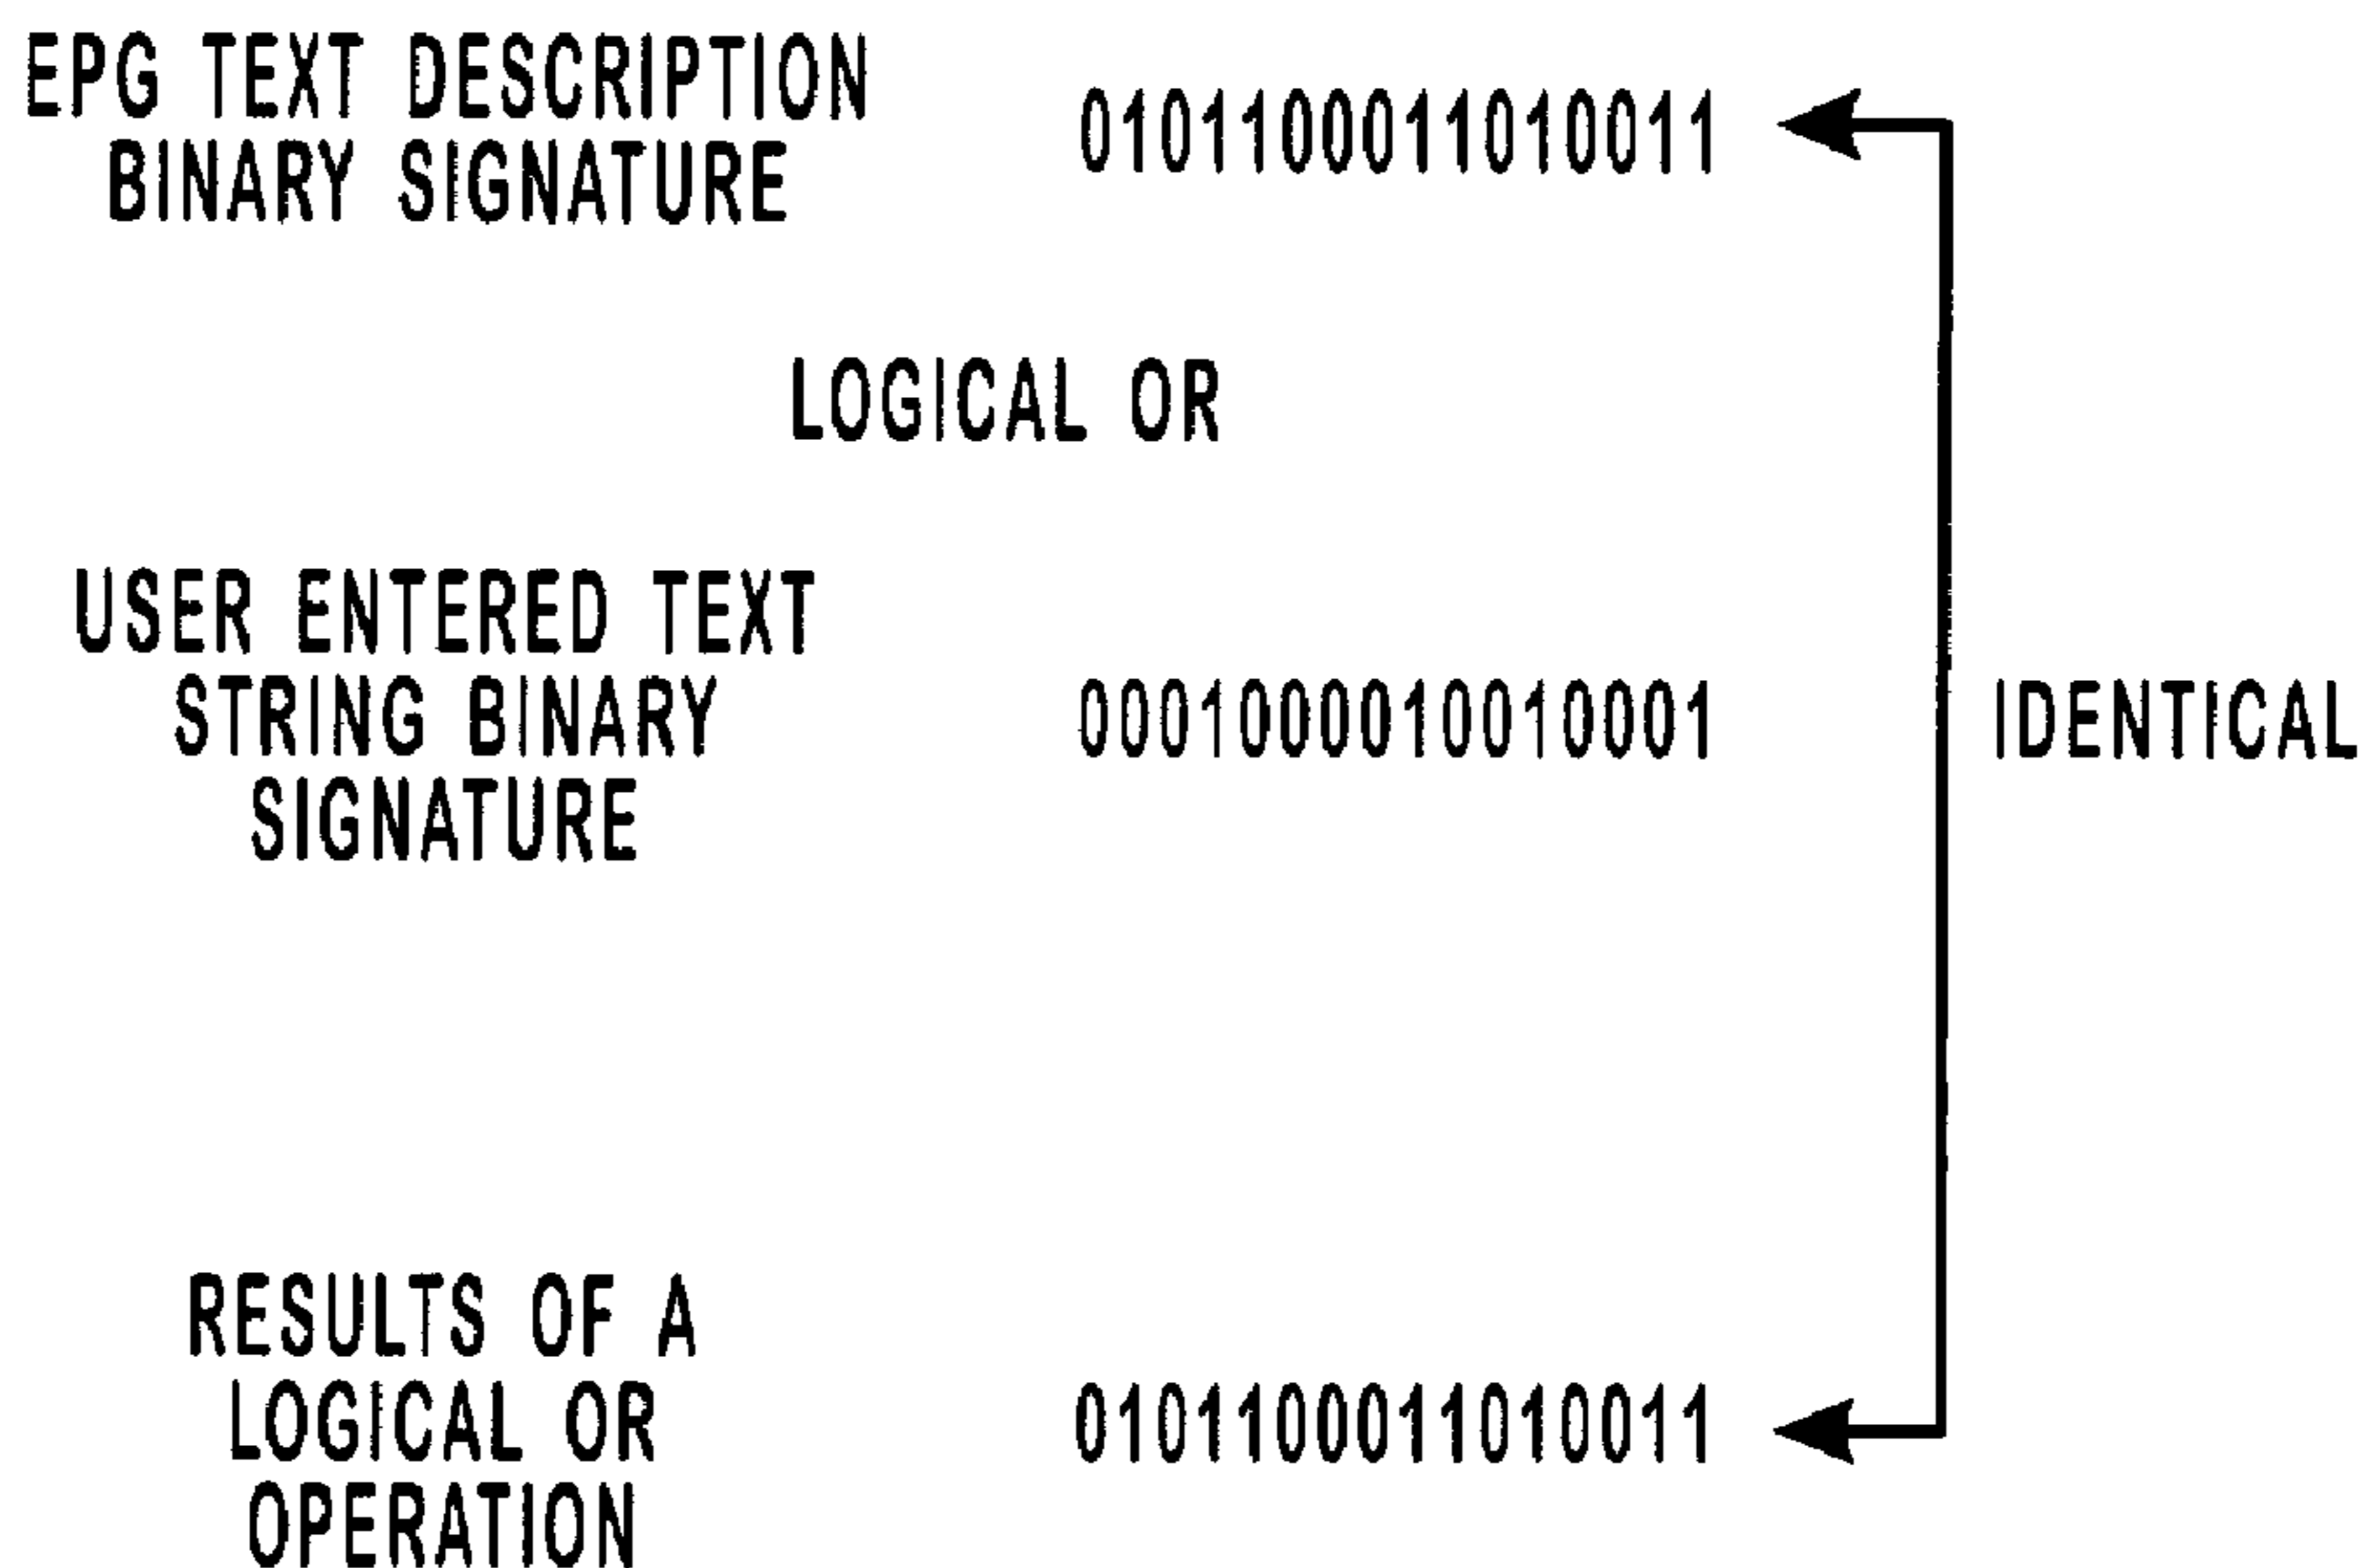 EPG TEXT DESCRIPTION
BINARY SIGNATURE
0101100011010011
LOGICAL OR
USER ENTERED TEXT
STRING BINARY
SIGNATURE
0001000010010001
IDENTICAL
RESULTS OF A
LOGICAL OR
OPERATION
0101100011010011